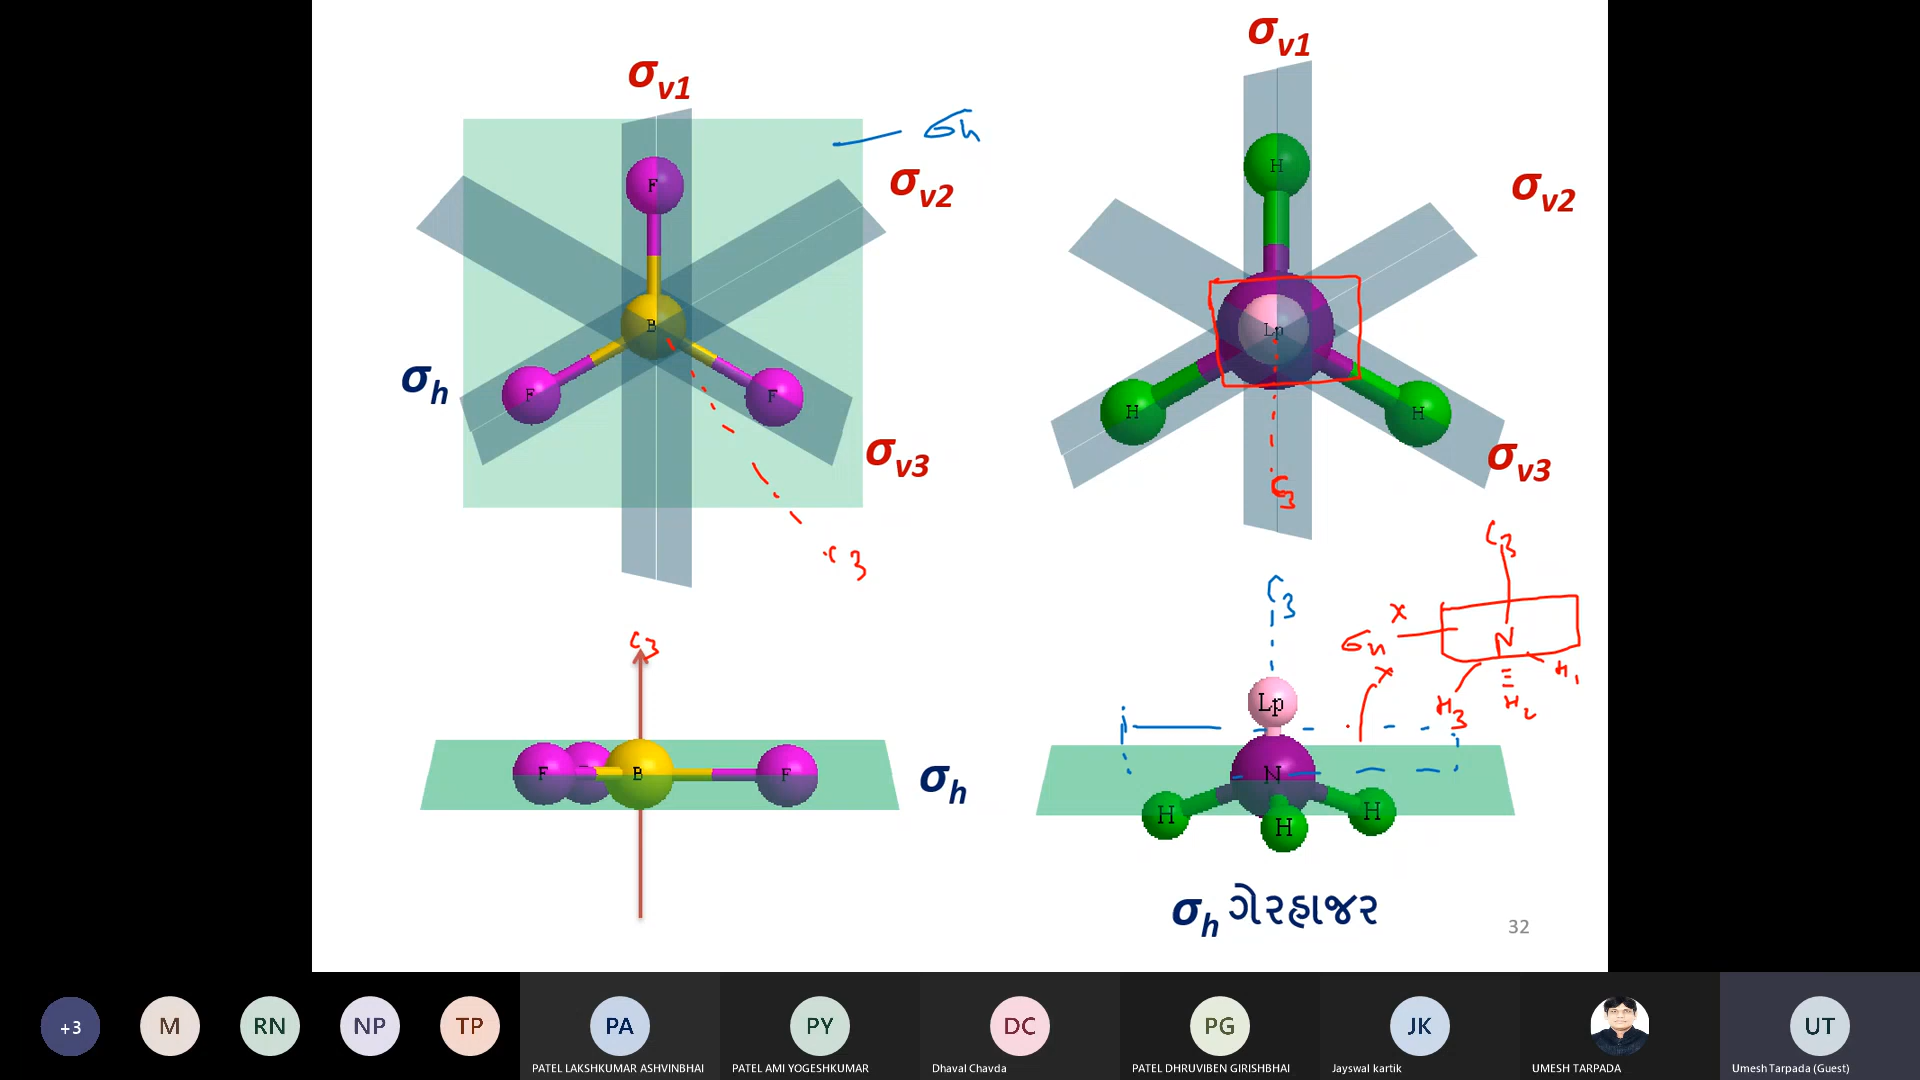 σv1
σh
σv2
F
B
F
F
σh
σv3
C3
σv1
σv2
H
Lp
H
H
σv3
C3
C3
C3
x
σh
N
x
H1
H2
H3
C3
F
B
F
σh
Lp
N
H
H
H
σh ગેરહાજર
32
+3
M
RN
NP
TP
PA
PATEL LAKSHKUMAR ASHVINBHAI
PY
PATEL AMI YOGESHKUMAR
DC
Dhaval Chavda
PG
PATEL DHRUVIBEN GIRISHBHAI
JK
Jayswal kartik
UMESH TARPADA
UT
Umesh Tarpada (Guest)